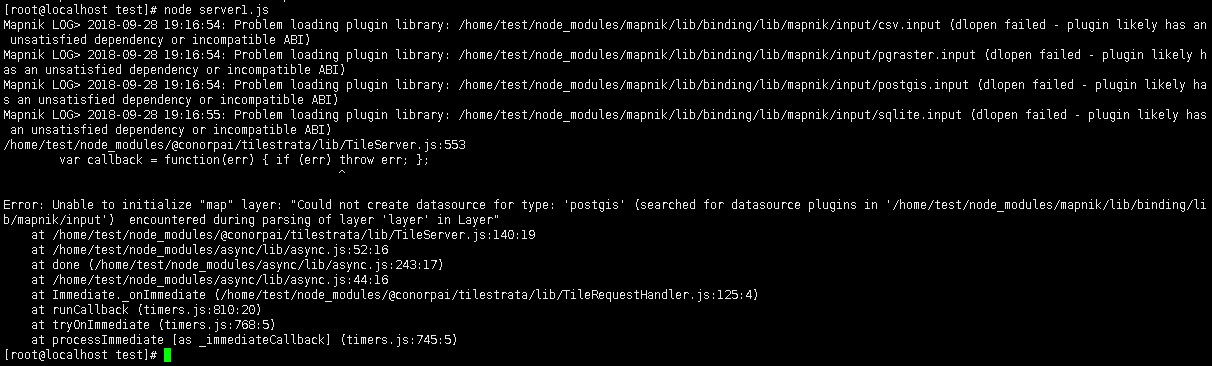 [root@localhost test]# node server1.js
Mapnik LOG> 2018-09-28 19:16:54: Problem loading plugin library: /home/test/node_modules/mapnik/lib/binding/lib/mapnik/input/csv.input (dlopen failed - plugin likely has an
 unsatisfied dependency or incompatible ABI)
Mapnik LOG> 2018-09-28 19:16:54: Problem loading plugin library: /home/test/node_modules/mapnik/lib/binding/lib/mapnik/input/pgraster.input (dlopen failed - plugin likely h
as an unsatisfied dependency or incompatible ABI)
Mapnik LOG> 2018-09-28 19:16:54: Problem loading plugin library: /home/test/node_modules/mapnik/lib/binding/lib/mapnik/input/postgis.input (dlopen failed - plugin likely ha
s an unsatisfied dependency or incompatible ABI)
Mapnik LOG> 2018-09-28 19:16:55: Problem loading plugin library: /home/test/node_modules/mapnik/lib/binding/lib/mapnik/input/sqlite.input (dlopen failed - plugin likely has
 an unsatisfied dependency or incompatible ABI)
/home/test/node_modules/@conorpai/tilestrata/lib/TileServer.js:553
        var callback = function(err) { if (err) throw err; };
                                                ^
Error: Unable to initialize "map" layer: "Could not create datasource for type: 'postgis' (searched for datasource plugins in '/home/test/node_modules/mapnik/lib/binding/li
b/mapnik/input')  encountered during parsing of layer 'layer' in Layer"
    at /home/test/node_modules/@conorpai/tilestrata/lib/TileServer.js:140:19
    at /home/test/node_modules/async/lib/async.js:52:16
    at done (/home/test/node_modules/async/lib/async.js:243:17)
    at /home/test/node_modules/async/lib/async.js:44:16
    at Immediate._onImmediate (/home/test/node_modules/@conorpai/tilestrata/lib/TileRequestHandler.js:125:4)
    at runCallback (timers.js:810:20)
    at tryOnImmediate (timers.js:768:5)
    at processImmediate [as _immediateCallback] (timers.js:745:5)
[root@localhost test]#